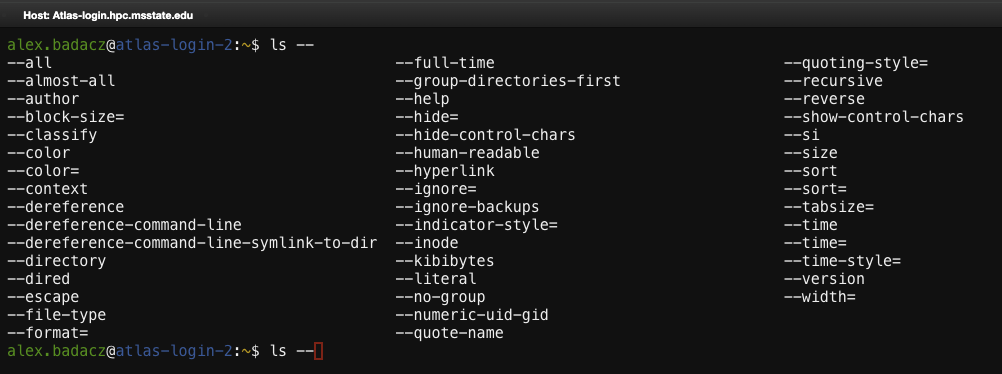 Host: Atlas-login.hpc.msstate.edu
alex.badacz@atlas-login-2:~$ ls --
--all --full-time --quoting-style=
--almost-all --group-directories-first --recursive
--author --help --reverse
--block-size= --hide= --show-control-chars
--classify --hide-control-chars --si
--color --human-readable --size
--color= --hyperlink --sort
--context --ignore= --sort=
--dereference --ignore-backups --tabsize=
--dereference-command-line --indicator-style= --time
--dereference-command-line-symlink-to-dir --inode --time=
--directory --kibibytes --time-style=
--dired --literal --version
--escape --no-group --width=
--file-type --numeric-uid-gid
--format= --quote-name
alex.badacz@atlas-login-2:~$ ls --